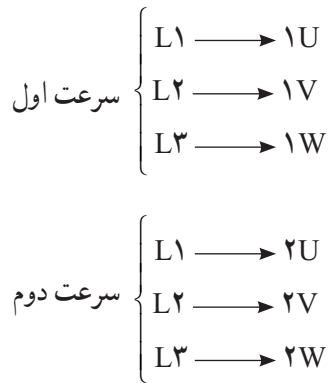 L۱ → ۱U
سرعت اول L۲ → ۱V
L۳ → ۱W
L۱ → ۲U
سرعت دوم L۲ → ۲V
L۳ → ۲W